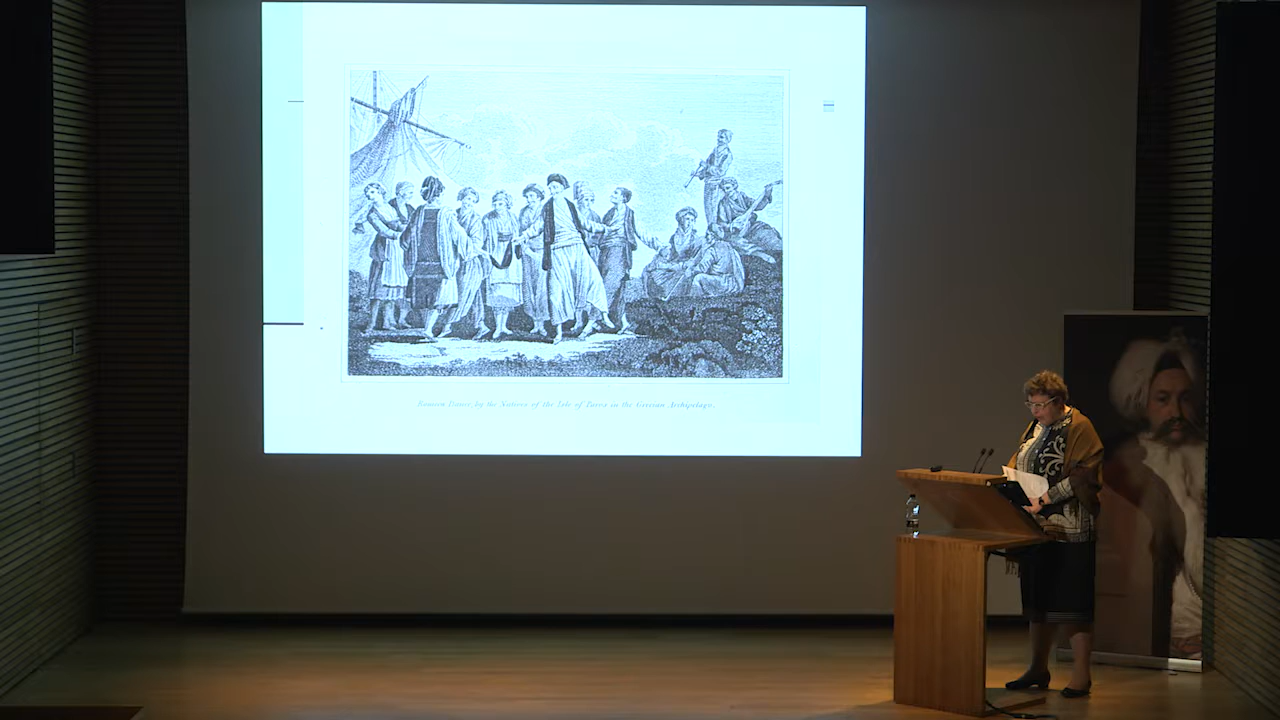 Dance, by the Natives of the Isle of Paros in the Grecian Archipelago.